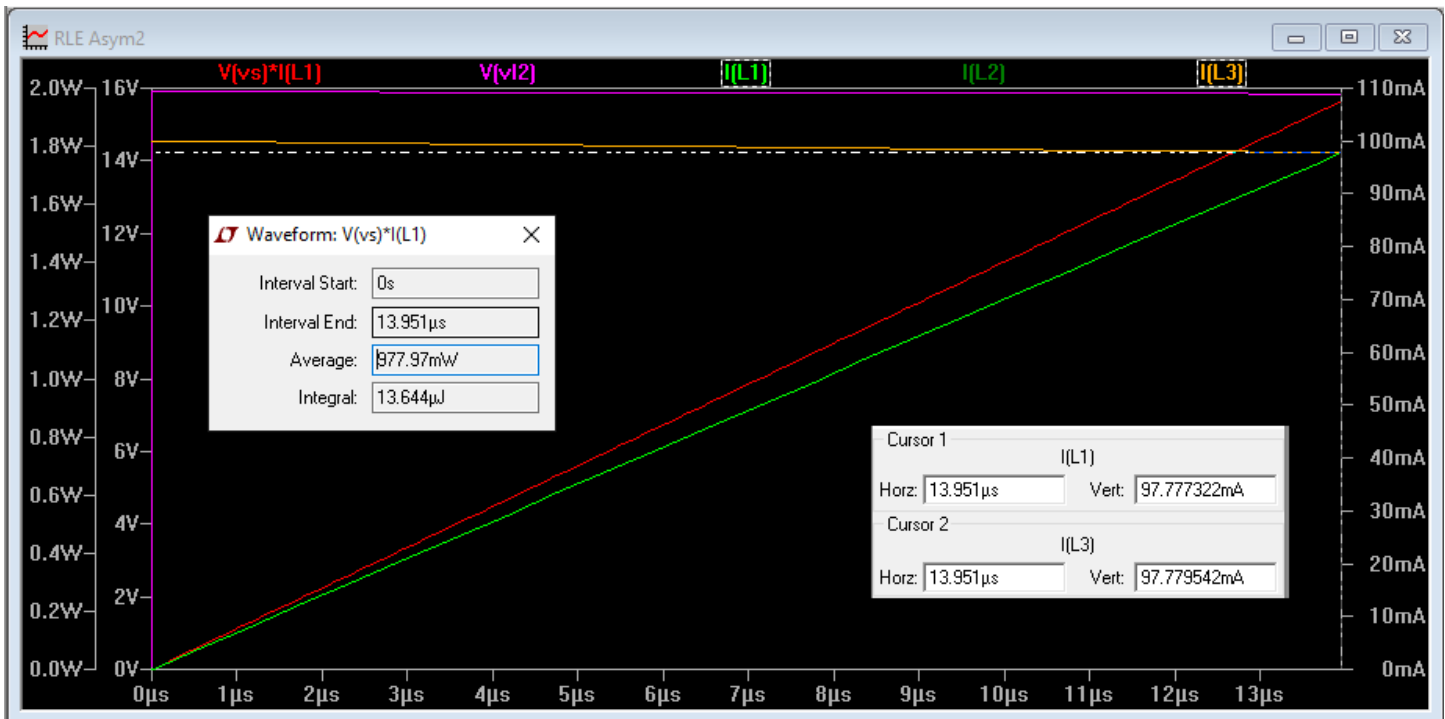 RLE Asym2
V(vs)*I(L1) V(vl2) I(L1) I(L2) I(L3)
2.0W 16V 110mA
1.8W 14V 100mA
1.6W 90mA
12V 80mA
1.4W
10V 70mA
1.2W
60mA
1.0W 8V
50mA
0.8W 6V 40mA
0.6W 30mA
4V
0.4W 20mA
0.2W 2V 10mA
0.0W 0V 0mA
0µs 1µs 2µs 3µs 4µs 5µs 6µs 7µs 8µs 9µs 10µs 11µs 12µs 13µs
Waveform: V(vs)*I(L1)
Interval Start: 0s
Interval End: 13.951µs
Average: 977.97mW
Integral: 13.644µJ
Cursor 1
I(L1)
Horz: 13.951µs Vert: 97.777322mA
Cursor 2
I(L3)
Horz: 13.951µs Vert: 97.779542mA